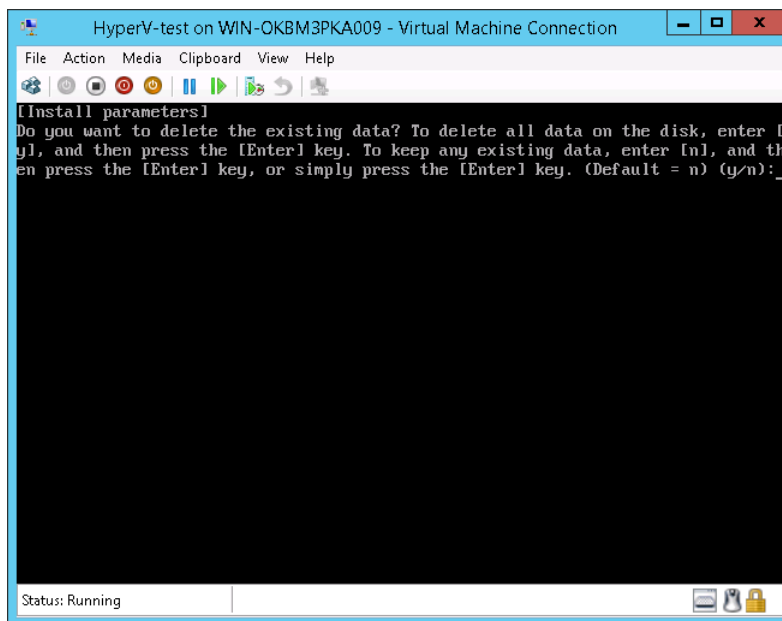 HyperV-test on WIN-OKBM3PKA009 - Virtual Machine Connection
File Action Media Clipboard View Help
[Install parameters]
Do you want to delete the existing data? To delete all data on the disk, enter [
y], and then press the [Enter] key. To keep any existing data, enter [n], and th
en press the [Enter] key, or simply press the [Enter] key. (Default = n) (y/n):_
Status: Running